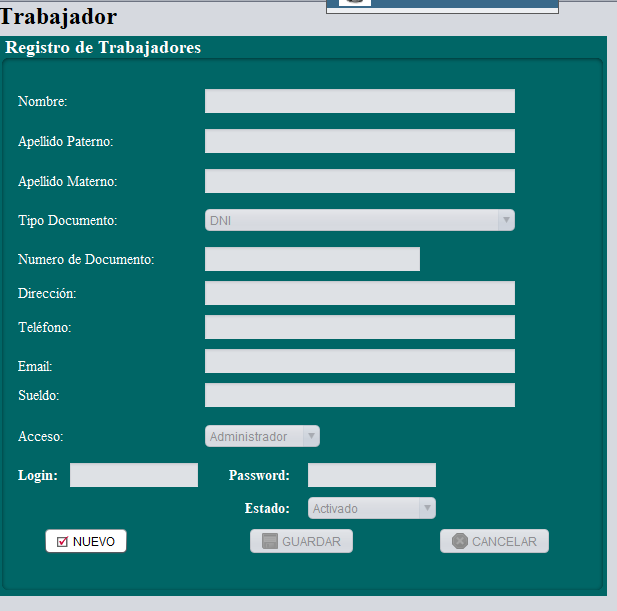 Trabajador
Registro de Trabajadores
Nombre:
Apellido Paterno:
Apellido Materno:
Tipo Documento: DNI
Numero de Documento:
Dirección:
Teléfono:
Email:
Sueldo:
Acceso: Administrador
Login: Password:
Estado: Activado
NUEVO GUARDAR CANCELAR